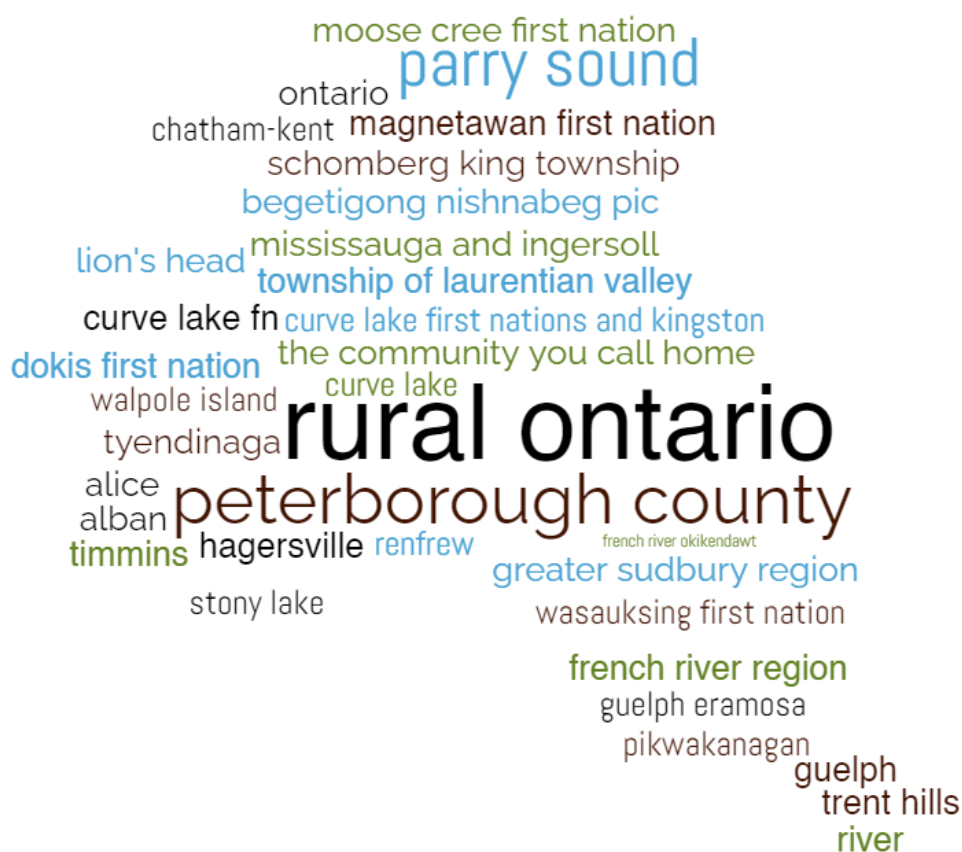 moose cree first nation
parry sound
ontario
chatham-kent
magnetawan first nation
schomberg king township
begetigong nishnabeg pic
mississauga and ingersoll
lion's head
township of laurentian valley
curve lake fn
curve lake first nations and kingston
the community you call home
dokis first nation
curve lake
walpole island
rural ontario
tyendinaga
alice
peterborough county
alban
timmins
hagersville
renfrew
french river okikendawt
greater sudbury region
stony lake
wasauksing first nation
french river region
guelph eramosa
pikwakanagan
guelph
trent hills
river